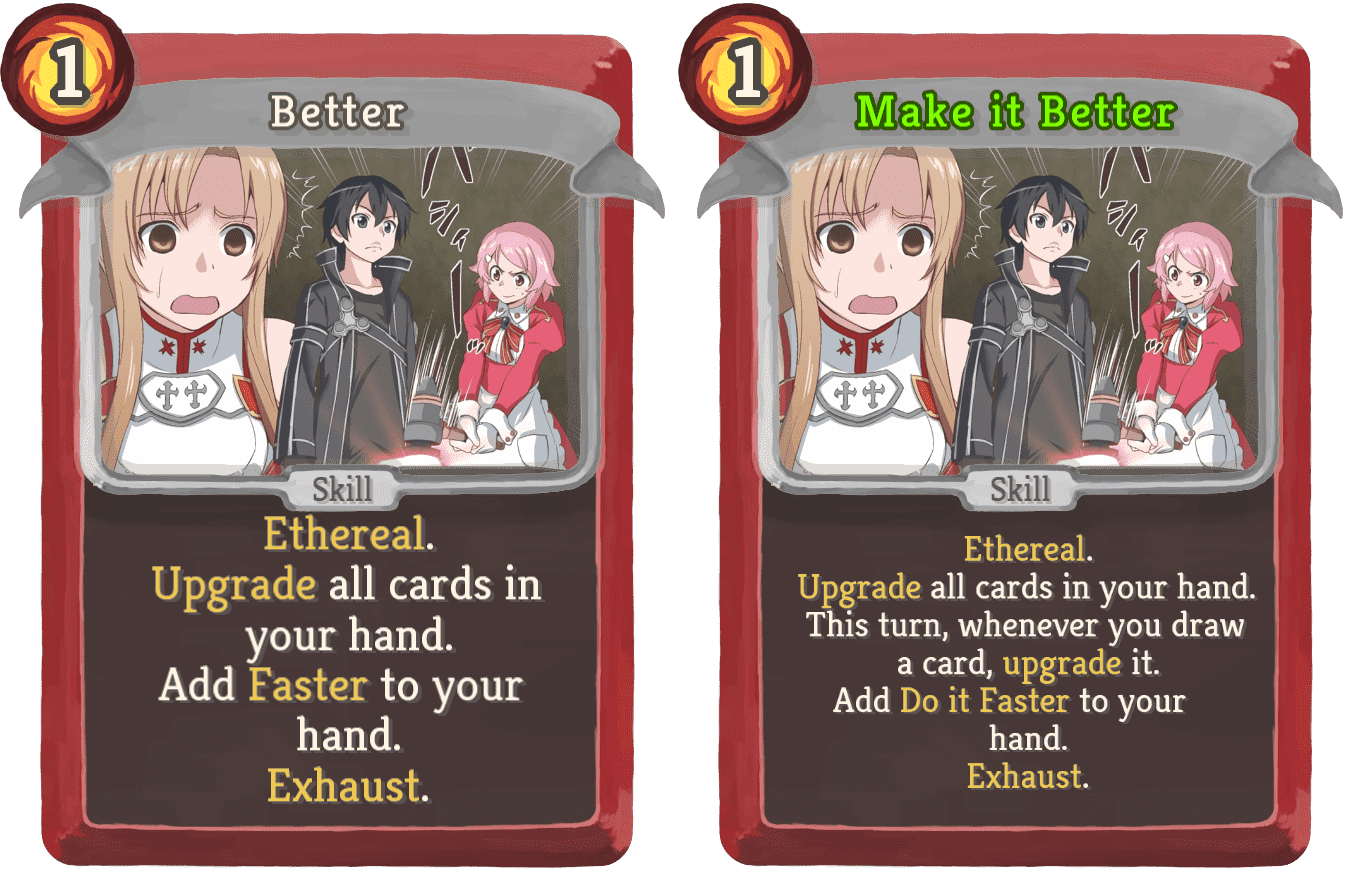 1
Better
Skill
Ethereal.
Upgrade all cards in
your hand.
Add Faster to your
hand.
Exhaust.
1
Make it Better
Skill
Ethereal.
Upgrade all cards in your hand.
This turn, whenever you draw
a card, upgrade it.
Add Do it Faster to your
hand.
Exhaust.